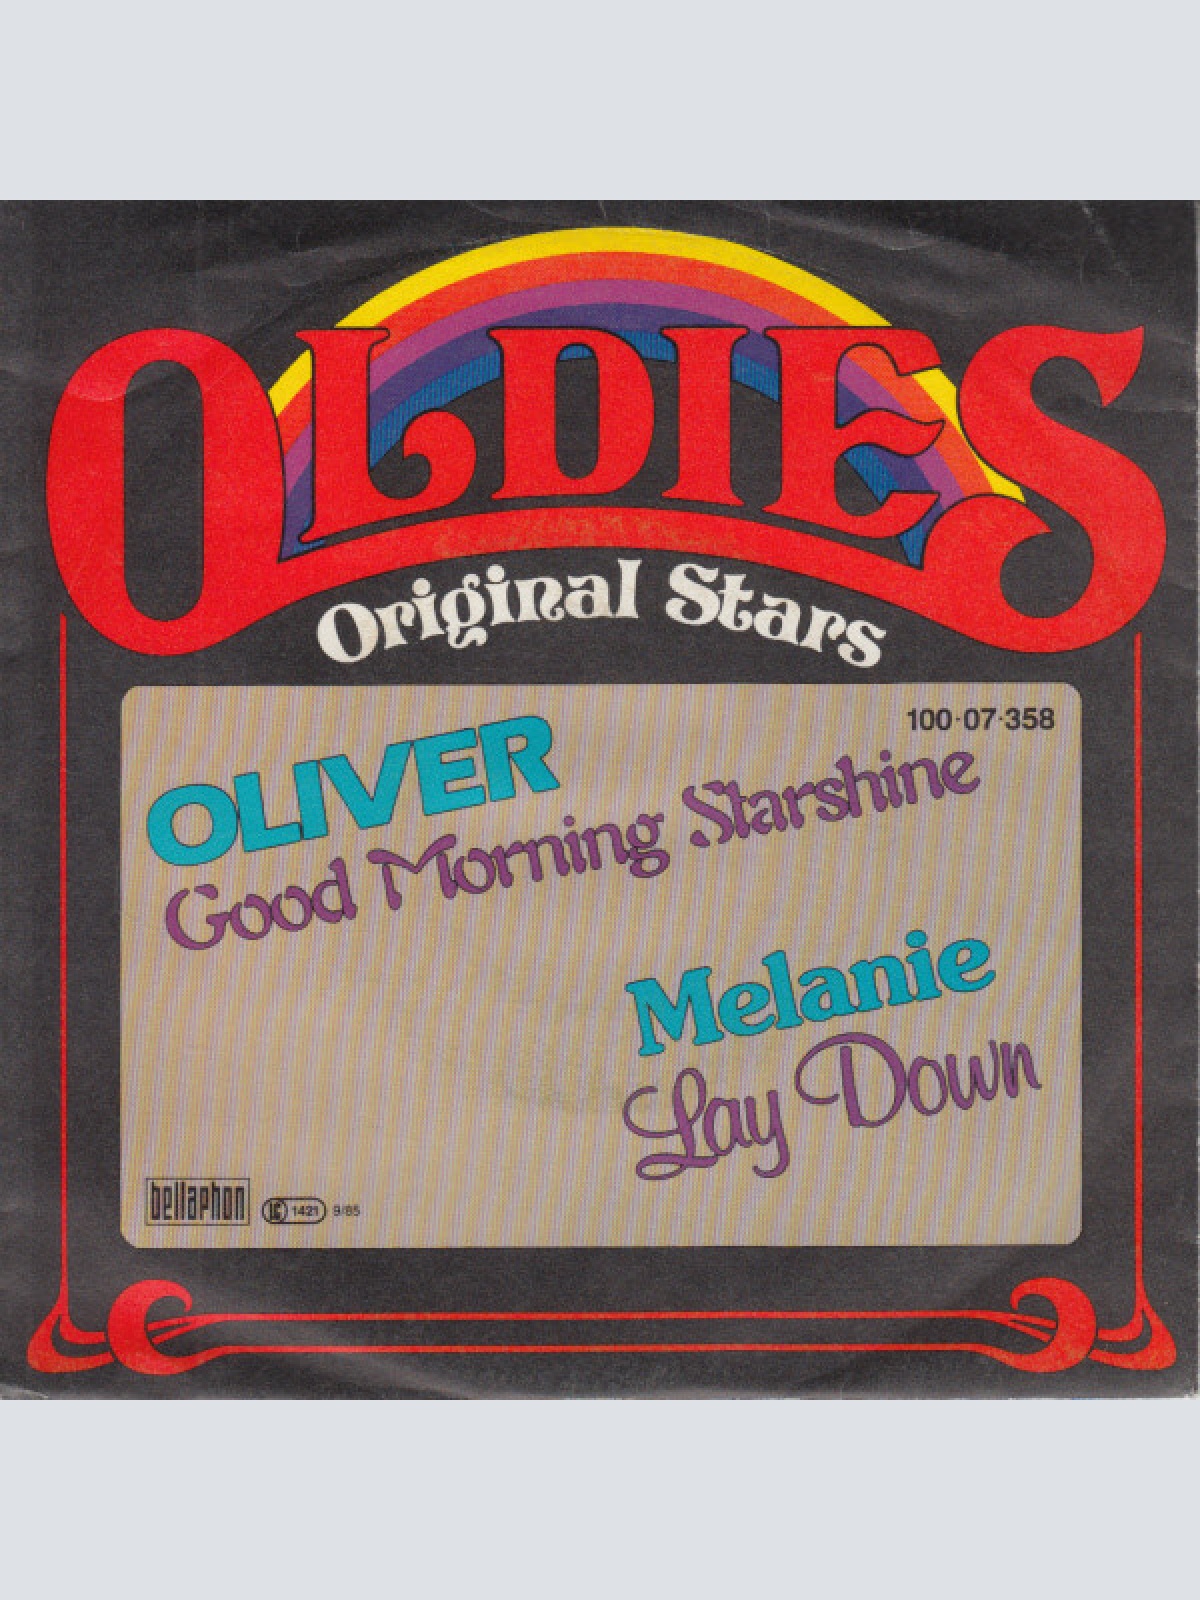 OLDIES
Original Stars
100·07·358
OLIVER
Good Morning Starshine
Melanie
Lay Down
bellaphon LC 1421 9/85